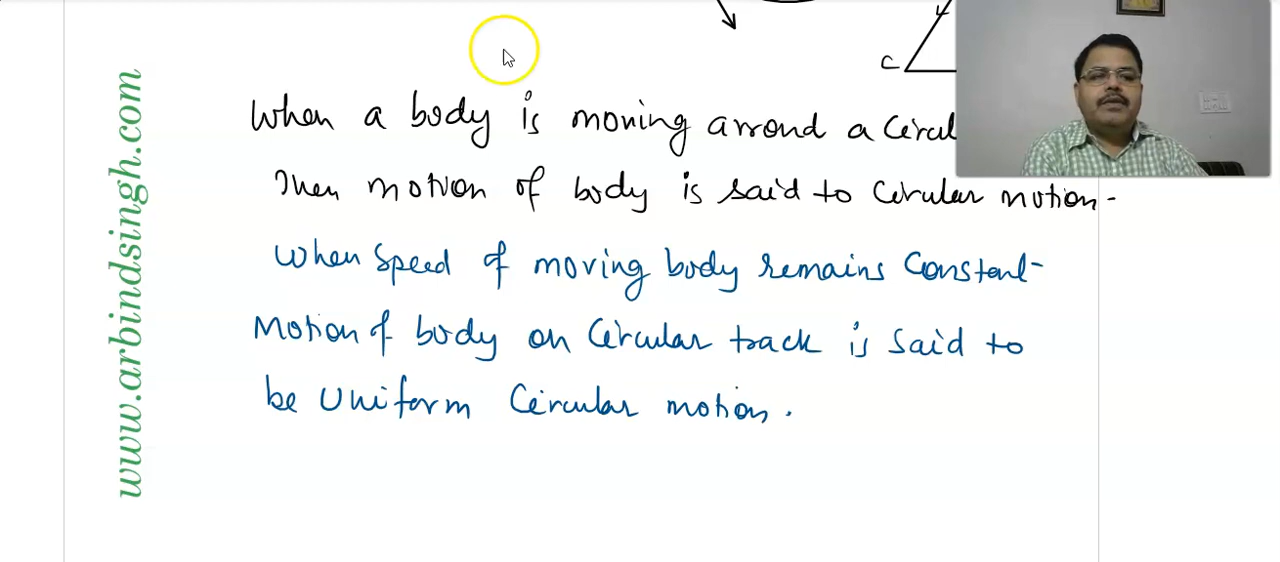 C
When a body is moving arround a Circul
Then motion of body is said to Circular motion.
When Speed of moving body remains Constant
Motion of body on Circular track is said to
be Uniform Circular motion.
www.arbindsingh.com